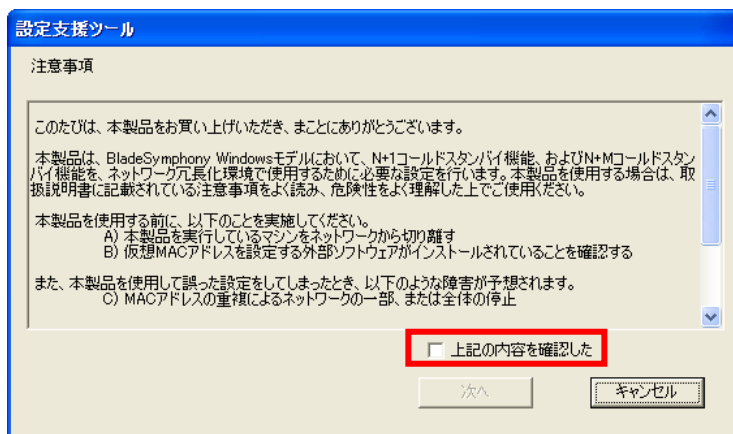 設定支援ツール
注意事項
このたびは、本製品をお買い上げいただき、まことにありがとうございます。
本製品は、BladeSymphony Windowsモデルにおいて、N+1コールドスタンバイ機能、およびN+Mコールドスタン
バイ機能を、ネットワーク冗長化環境で使用するために必要な設定を行います。本製品を使用する場合は、取
扱説明書に記載されている注意事項をよく読み、危険性をよく理解した上でご使用ください。
本製品を使用する前に、以下のことを実施してください。
A) 本製品を実行しているマシンをネットワークから切り離す
B) 仮想MACアドレスを設定する外部ソフトウェアがインストールされていることを確認する
また、本製品を使用して誤った設定をしてしまったとき、以下のような障害が予想されます。
C) MACアドレスの重複によるネットワークの一部、または全体の停止
上記の内容を確認した
次へ
キャンセル